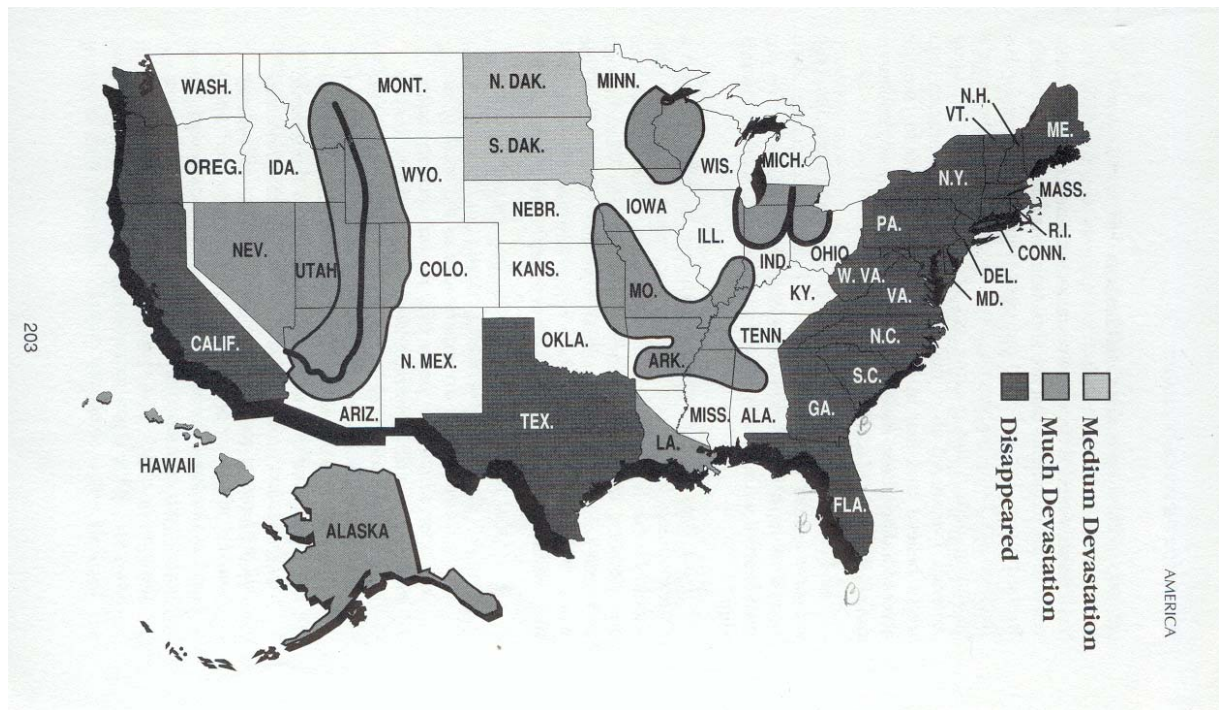 N.H.
VT.
WASH.
MONT.
N. DAK.
MINN.
ME.
OREG.
IDA.
WYO.
S. DAK.
WIS.
MICH.
N.Y.
MASS.
NEBR.
IOWA
PA.
R.I.
NEV.
UTAH
COLO.
KANS.
ILL.
IND.
OHIO
CONN.
W. VA.
DEL.
MO.
KY.
VA.
MD.
CALIF.
N. MEX.
OKLA.
ARK.
TENN.
N.C.
S.C.
ARIZ.
TEX.
MISS.
ALA.
GA.
B
LA.
HAWAII
FLA.
B
ALASKA
B
Medium Devastation
Much Devastation
Disappeared
AMERICA
203